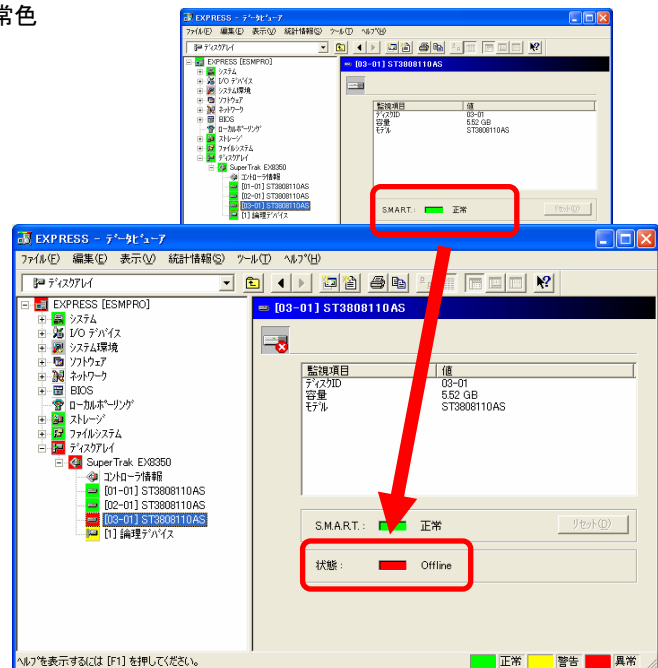 常色
EXPRESS - ﾃﾞｰﾀﾋﾞｭｰｱ
ﾌｧｲﾙ(F) 編集(E) 表示(V) 統計情報(S) ﾂｰﾙ(T) ﾍﾙﾌﾟ(H)
ﾃﾞｨｽｸｱﾚｲ
EXPRESS [ESMPRO]
ｼｽﾃﾑ
I/O ﾃﾞﾊﾞｲｽ
ｼｽﾃﾑ環境
ｿﾌﾄｳｪｱ
ﾈｯﾄﾜｰｸ
BIOS
ﾛｰｶﾙﾎﾟｰﾘﾝｸﾞ
ｽﾄﾚｰｼﾞ
ﾌｧｲﾙｼｽﾃﾑ
ﾃﾞｨｽｸｱﾚｲ
SuperTrak EX8350
ｺﾝﾄﾛｰﾗ情報
[01-01] ST3808110AS
[02-01] ST3808110AS
[03-01] ST3808110AS
[1] 論理ﾃﾞﾊﾞｲｽ
[03-01] ST3808110AS
監視項目 値
ﾃﾞｨｽｸID 03-01
容量 5.52 GB
ﾓﾃﾞﾙ ST3808110AS
S.M.A.R.T.: 正常 ﾘｾｯﾄ(D)
EXPRESS - ﾃﾞｰﾀﾋﾞｭｰｱ
ﾌｧｲﾙ(F) 編集(E) 表示(V) 統計情報(S) ﾂｰﾙ(T) ﾍﾙﾌﾟ(H)
ﾃﾞｨｽｸｱﾚｲ
EXPRESS [ESMPRO]
ｼｽﾃﾑ
I/O ﾃﾞﾊﾞｲｽ
ｼｽﾃﾑ環境
ｿﾌﾄｳｪｱ
ﾈｯﾄﾜｰｸ
BIOS
ﾛｰｶﾙﾎﾟｰﾘﾝｸﾞ
ｽﾄﾚｰｼﾞ
ﾌｧｲﾙｼｽﾃﾑ
ﾃﾞｨｽｸｱﾚｲ
SuperTrak EX8350
ｺﾝﾄﾛｰﾗ情報
[01-01] ST3808110AS
[02-01] ST3808110AS
[03-01] ST3808110AS
[1] 論理ﾃﾞﾊﾞｲｽ
[03-01] ST3808110AS
監視項目 値
ﾃﾞｨｽｸID 03-01
容量 5.52 GB
ﾓﾃﾞﾙ ST3808110AS
S.M.A.R.T.: 正常 ﾘｾｯﾄ(D)
状態: Offline
ﾍﾙﾌﾟを表示するには [F1] を押してください。 正常 警告 異常